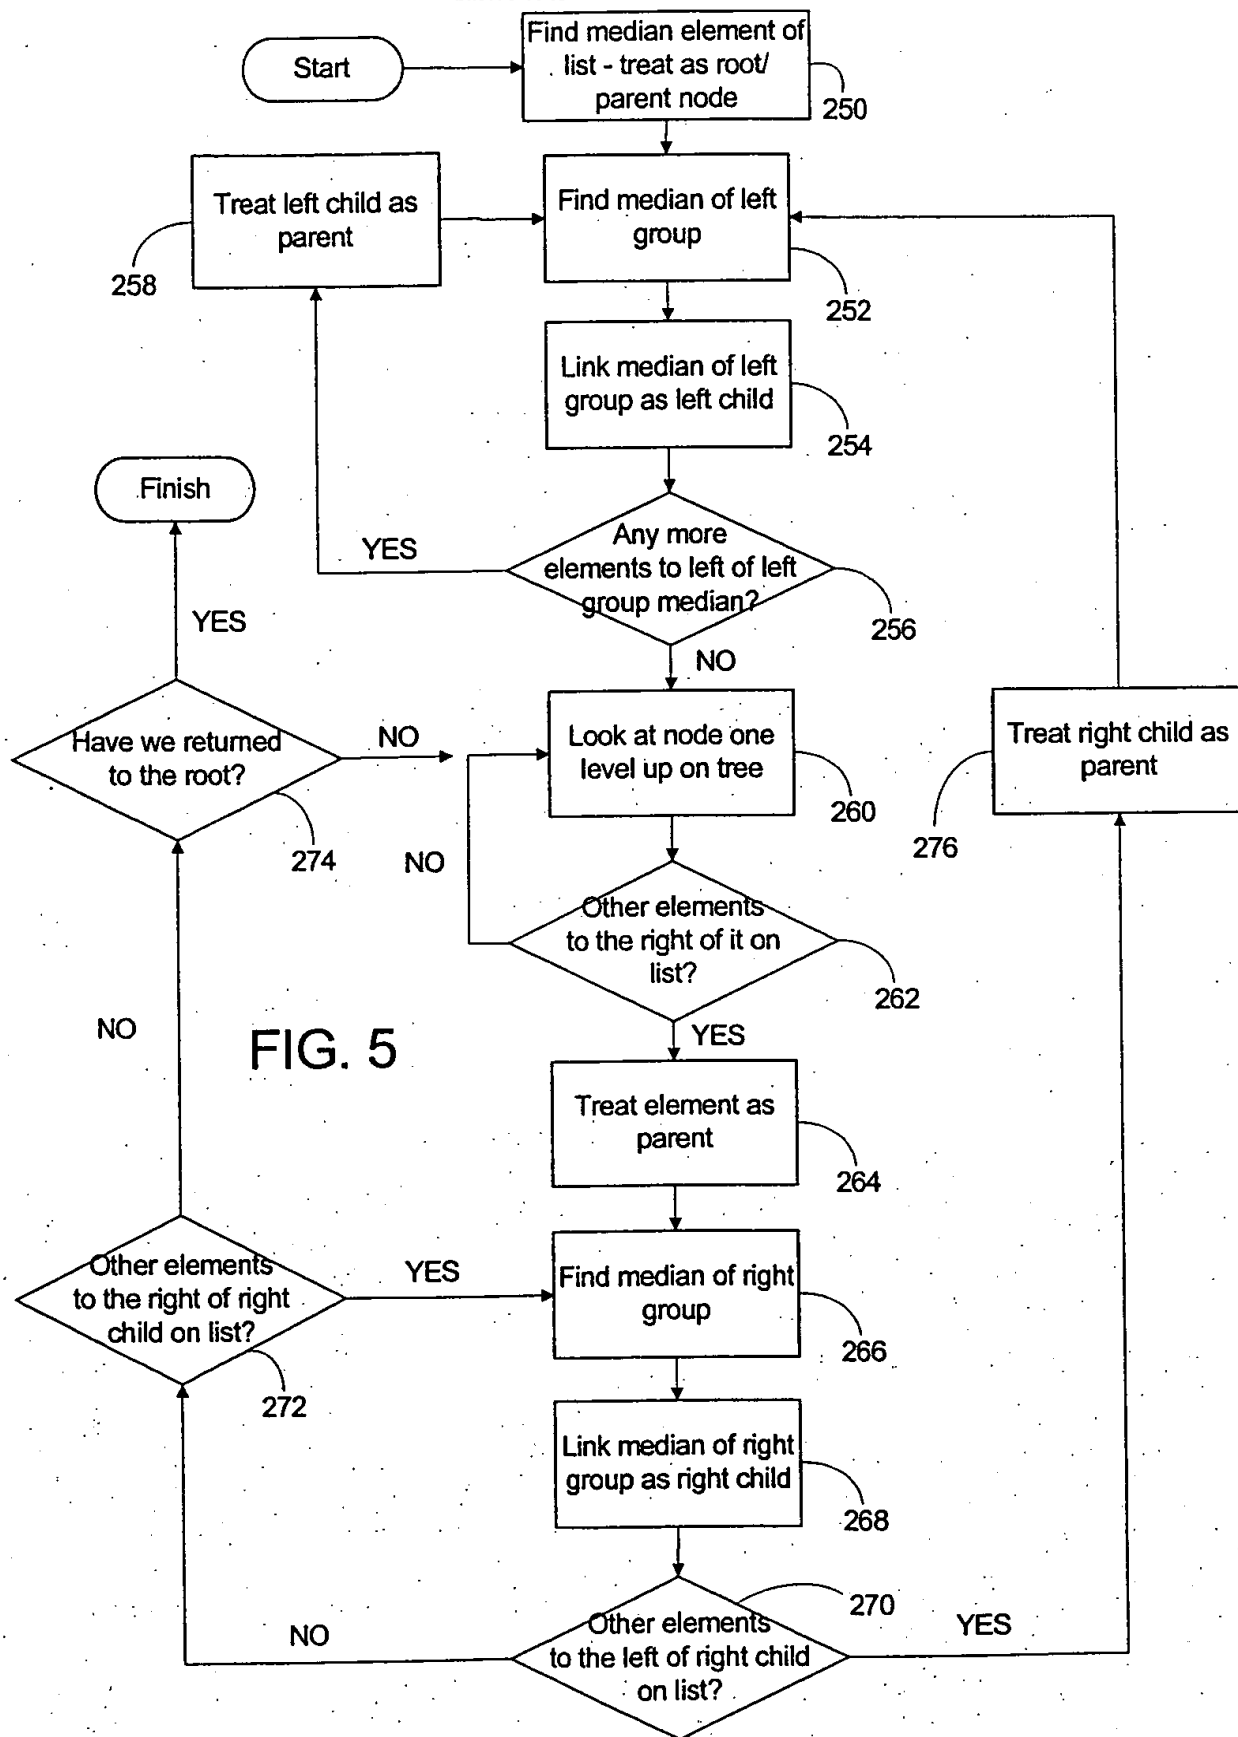 Start
Find median element of
list - treat as root/
parent node
250
Treat left child as
parent
258
Find median of left
group
252
Link median of left
group as left child
254
Finish
YES
Any more
elements to left of left
group median?
256
YES
NO
Have we returned
to the root?
274
NO
Look at node one
level up on tree
260
Treat right child as
parent
276
NO
Other elements
to the right of it on
list?
262
NO
FIG. 5
YES
Treat element as
parent
264
Other elements
to the right of right
child on list?
272
YES
Find median of right
group
266
Link median of right
group as right child
268
270
NO
Other elements
to the left of right child
on list?
YES